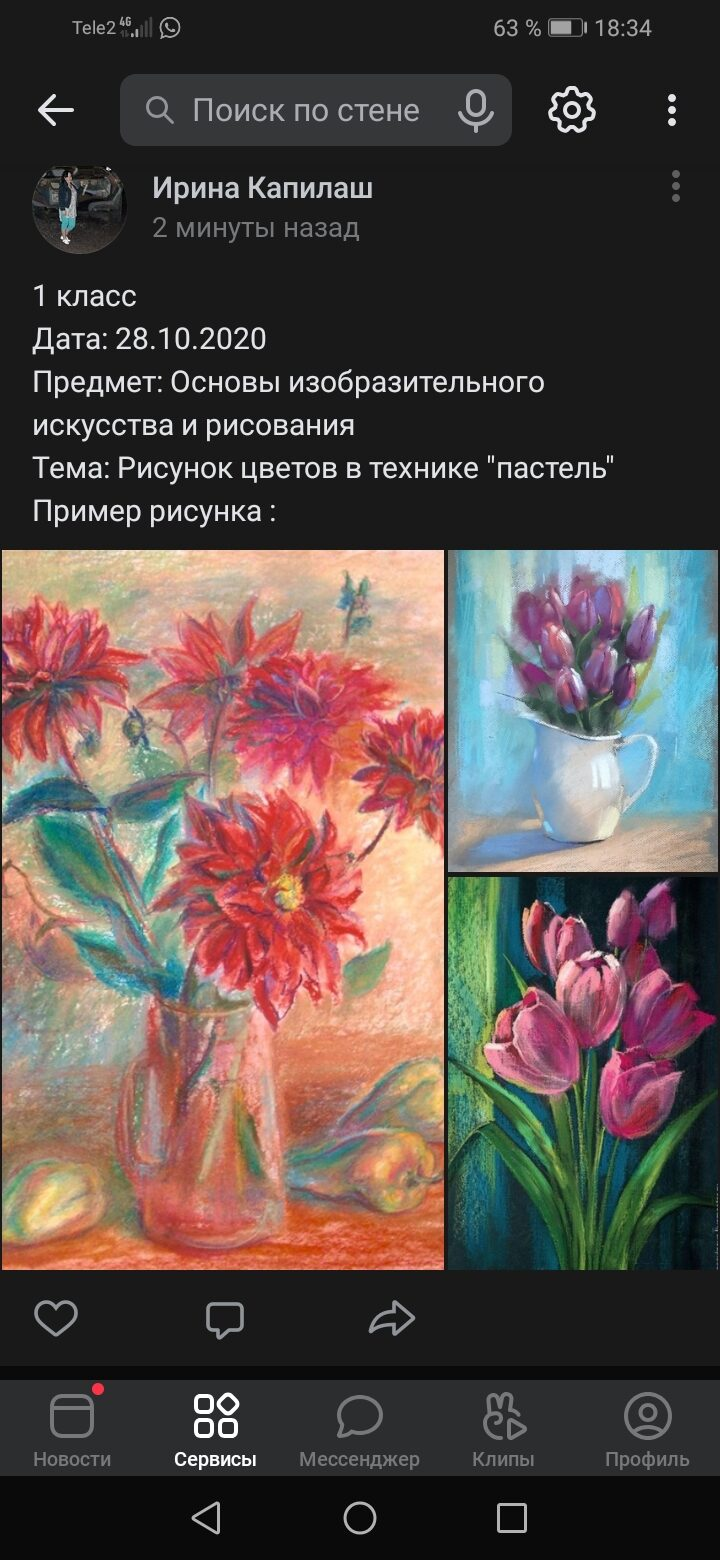 Tele2 4G 63 % 18:34
Поиск по стене
Ирина Капилаш
2 минуты назад
1 класс
Дата: 28.10.2020
Предмет: Основы изобразительного
искусства и рисования
Тема: Рисунок цветов в технике "пастель"
Пример рисунка :
Новости Сервисы Мессенджер Клипы Профиль